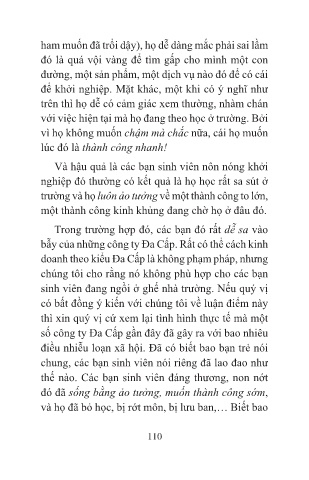 ham muốn đã trỗi dậy), họ dễ dàng mắc phải sai lầm
đó là quá vội vàng để tìm gấp cho mình một con
đường, một sản phẩm, một dịch vụ nào đó để có cái
để khởi nghiệp. Mặt khác, một khi có ý nghĩ như
trên thì họ dễ có cảm giác xem thường, nhàm chán
với việc hiện tại mà họ đang theo học ở trường. Bởi
vì họ không muốn chậm mà chắc nữa, cái họ muốn
lúc đó là thành công nhanh!
Và hậu quả là các bạn sinh viên nôn nóng khởi
nghiệp đó thường có kết quả là họ học rất sa sút ở
trường và họ luôn ảo tưởng về một thành công to lớn,
một thành công kinh khủng đang chờ họ ở đâu đó.
Trong trường hợp đó, các bạn đó rất dễ sa vào
bẫy của những công ty Đa Cấp. Rất có thể cách kinh
doanh theo kiểu Đa Cấp là không phạm pháp, nhưng
chúng tôi cho rằng nó không phù hợp cho các bạn
sinh viên đang ngồi ở ghế nhà trường. Nếu quý vị
có bất đồng ý kiến với chúng tôi về luận điểm này
thì xin quý vị cứ xem lại tình hình thực tế mà một
số công ty Đa Cấp gần đây đã gây ra với bao nhiêu
điều nhiễu loạn xã hội. Đã có biết bao bạn trẻ nói
chung, các bạn sinh viên nói riêng đã lao đao như
thế nào. Các bạn sinh viên đáng thương, non nớt
đó đã sống bằng ảo tưởng, muốn thành công sớm,
và họ đã bỏ học, bị rớt môn, bị lưu ban,… Biết bao
110